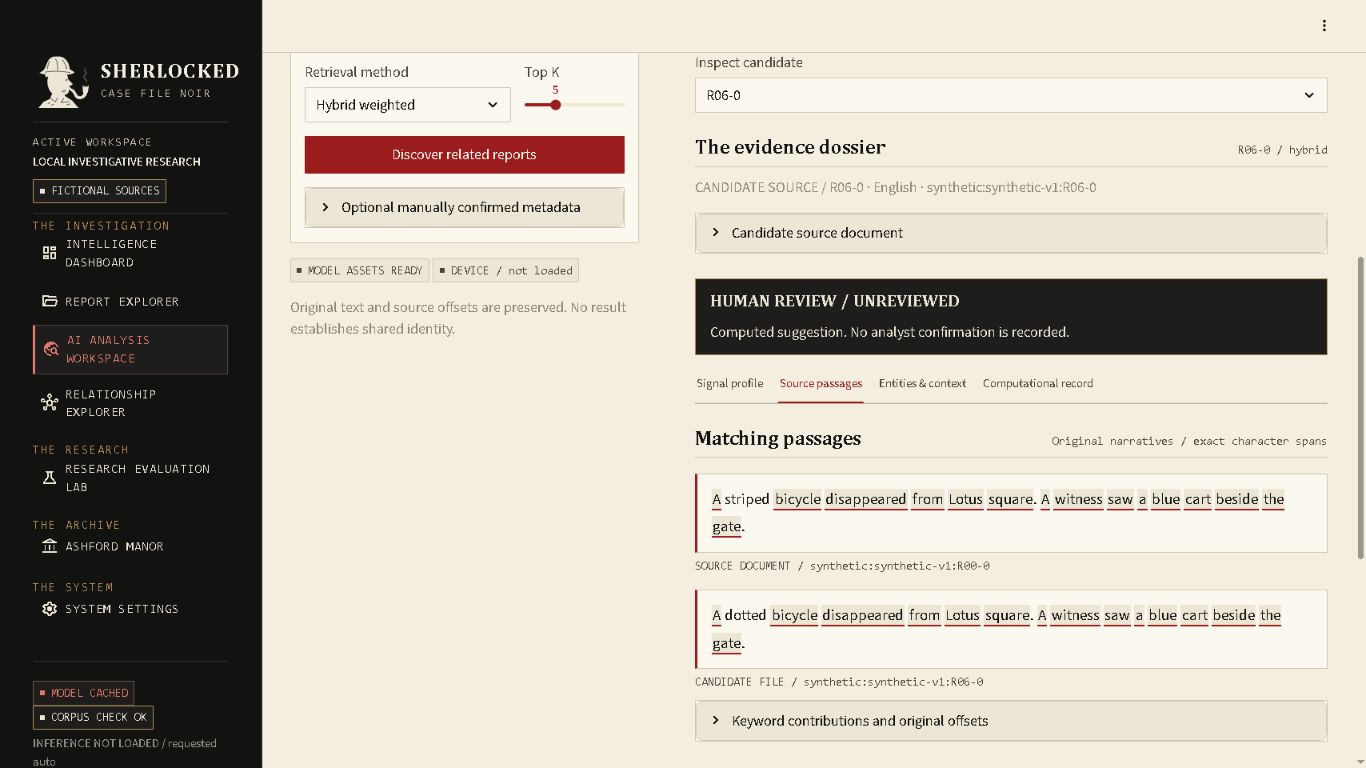 SHERLOCKED
CASE FILE NOIR
ACTIVE WORKSPACE
LOCAL INVESTIGATIVE RESEARCH
FICTIONAL SOURCES
THE INVESTIGATION
INTELLIGENCE
DASHBOARD
REPORT EXPLORER
AI ANALYSIS
WORKSPACE
RELATIONSHIP
EXPLORER
THE RESEARCH
RESEARCH EVALUATION
LAB
THE ARCHIVE
ASHFORD MANOR
THE SYSTEM
SYSTEM SETTINGS
MODEL CACHED
CORPUS CHECK OK
INFERENCE NOT LOADED / requested
auto
Retrieval method
Top K
5
Hybrid weighted
Discover related reports
Optional manually confirmed metadata
MODEL ASSETS READY
DEVICE / not loaded
Original text and source offsets are preserved. No result
establishes shared identity.
Inspect candidate
R06-0
The evidence dossier
R06-0 / hybrid
CANDIDATE SOURCE / R06-0 · English · synthetic:synthetic-v1:R06-0
Candidate source document
HUMAN REVIEW / UNREVIEWED
Computed suggestion. No analyst confirmation is recorded.
Signal profile
Source passages
Entities & context
Computational record
Matching passages
Original narratives / exact character spans
A striped bicycle disappeared from Lotus square. A witness saw a blue cart beside the
gate.
SOURCE DOCUMENT / synthetic:synthetic-v1:R00-0
A dotted bicycle disappeared from Lotus square. A witness saw a blue cart beside the
gate.
CANDIDATE FILE / synthetic:synthetic-v1:R06-0
Keyword contributions and original offsets